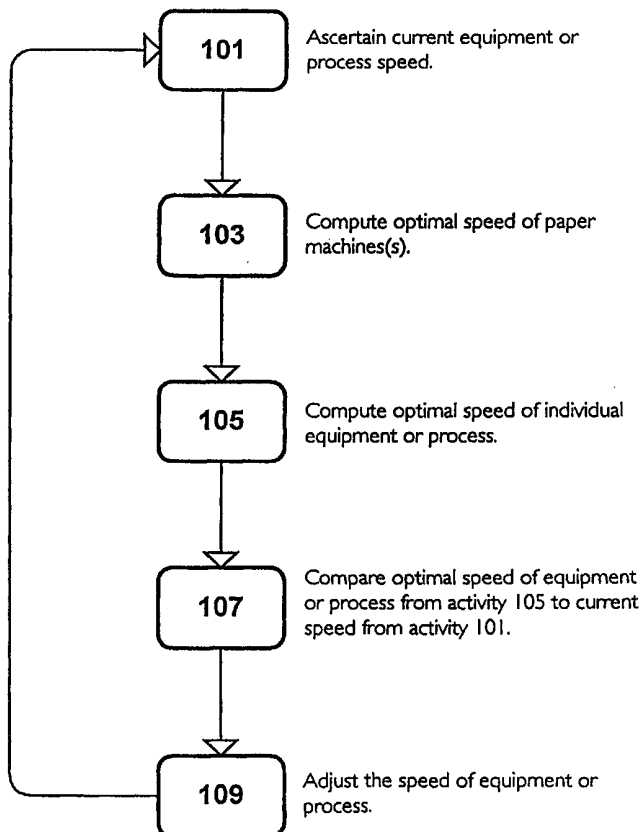 101
Ascertain current equipment or
process speed.
103
Compute optimal speed of paper
machines(s).
105
Compute optimal speed of individual
equipment or process.
107
Compare optimal speed of equipment
or process from activity 105 to current
speed from activity 101.
109
Adjust the speed of equipment or
process.